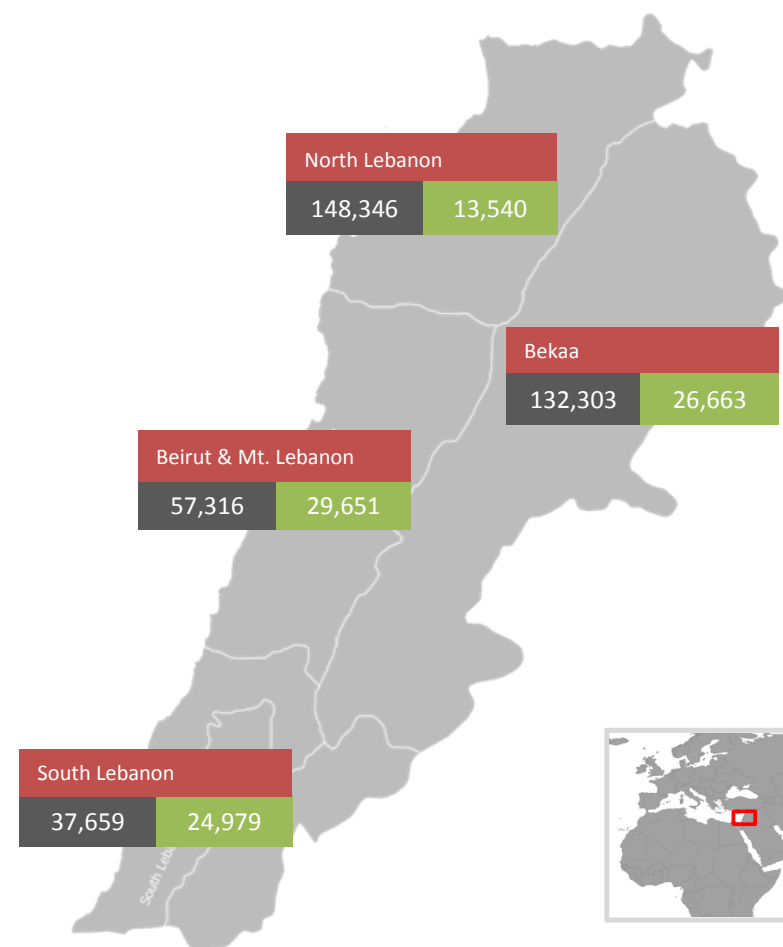 North Lebanon
148,346 13,540
Bekaa
132,303 26,663
Beirut & Mt. Lebanon
57,316 29,651
South Lebanon
37,659 24,979
South